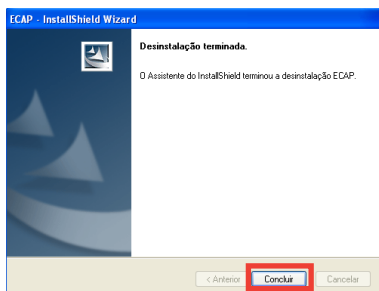 ECAP - InstallShield Wizard
Desinstalação terminada.
O Assistente do InstallShield terminou a desinstalação ECAP.
< Anterior Concluir Cancelar